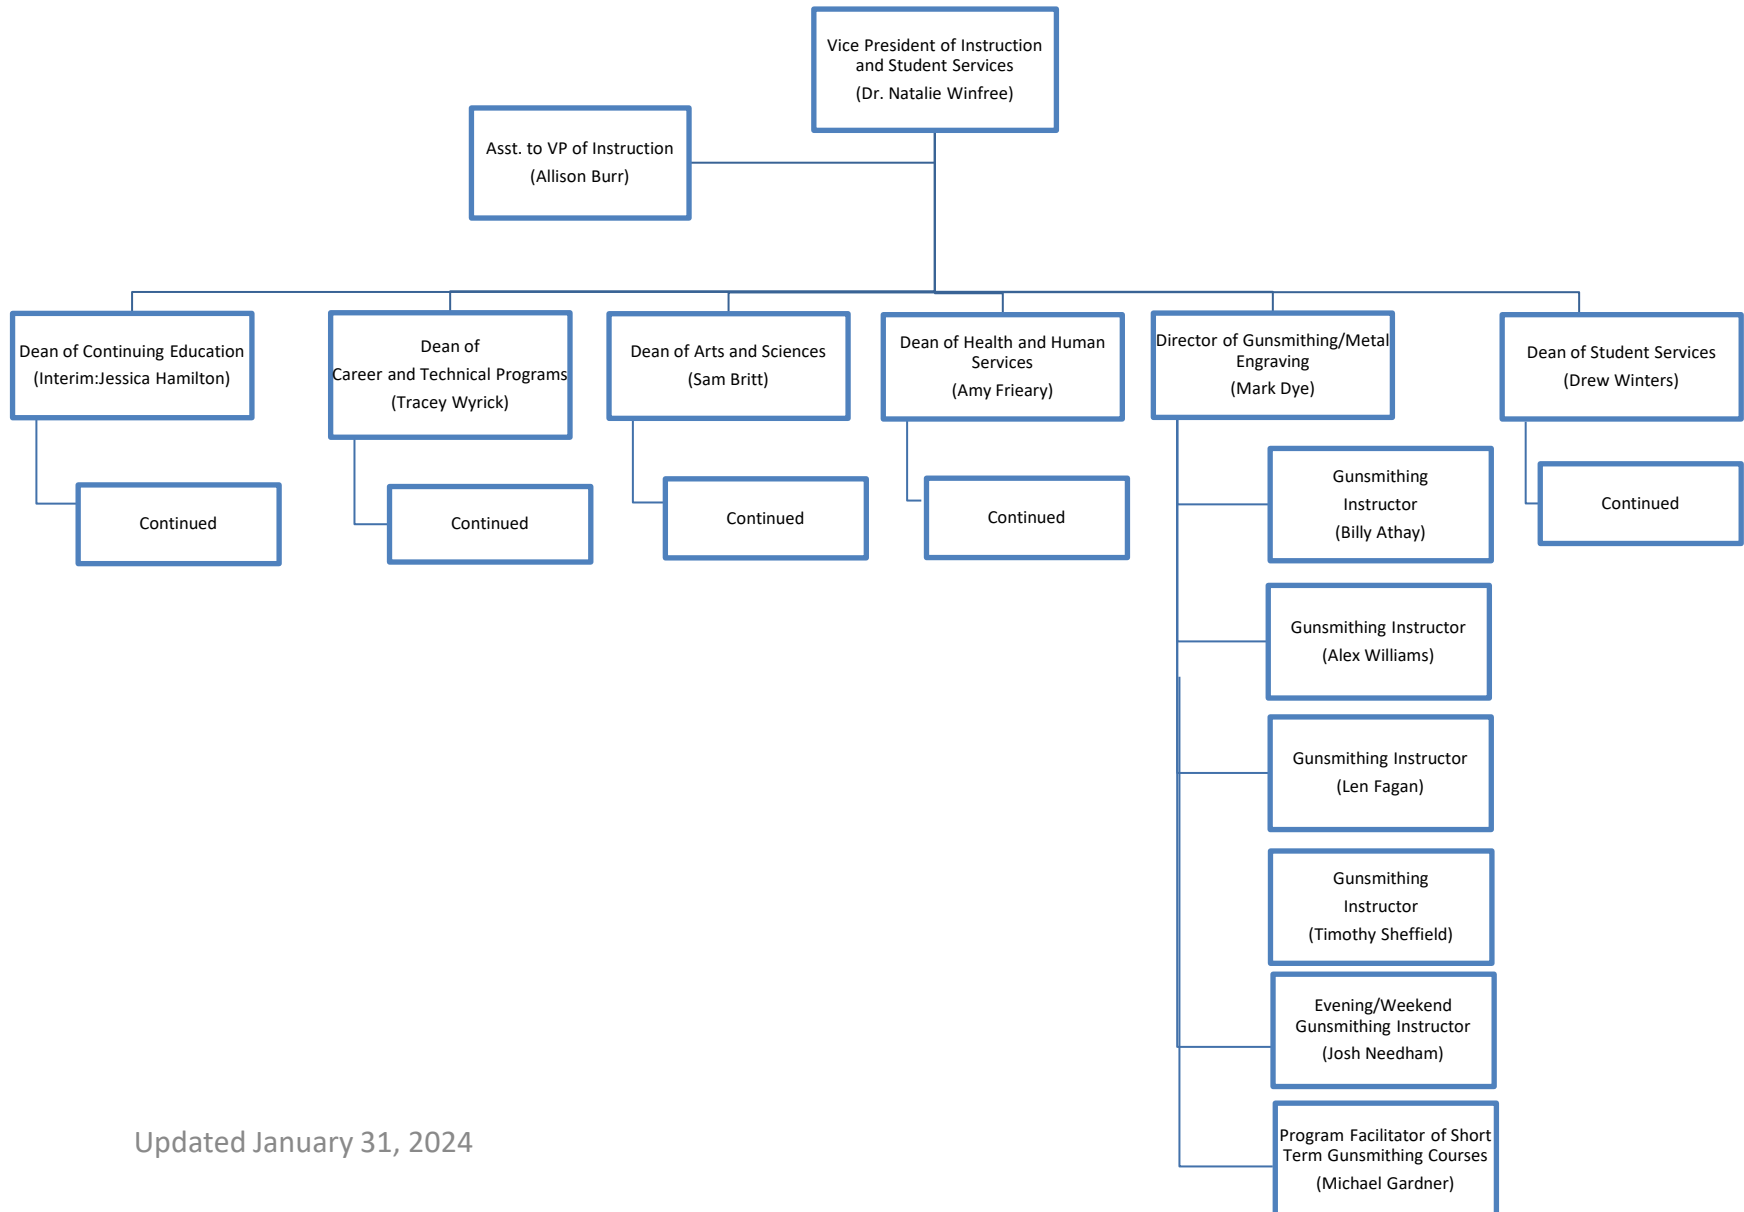 Vice President of Instruction
and Student Services
(Dr. Natalie Winfree)
Asst. to VP of Instruction
(Allison Burr)
Dean of Continuing Education
(Interim:Jessica Hamilton)
Dean of
Career and Technical Programs
(Tracey Wyrick)
Dean of Arts and Sciences
(Sam Britt)
Dean of Health and Human
Services
(Amy Frieary)
Director of Gunsmithing/Metal
Engraving
(Mark Dye)
Dean of Student Services
(Drew Winters)
Continued
Continued
Continued
Continued
Gunsmithing
Instructor
(Billy Athay)
Continued
Gunsmithing Instructor
(Alex Williams)
Gunsmithing Instructor
(Len Fagan)
Gunsmithing
Instructor
(Timothy Sheffield)
Evening/Weekend
Gunsmithing Instructor
(Josh Needham)
Program Facilitator of Short
Term Gunsmithing Courses
(Michael Gardner)
Updated January 31, 2024